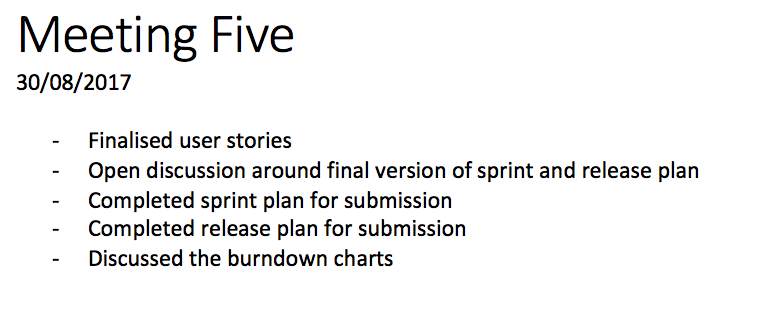 Meeting Five
30/08/2017
- Finalised user stories
- Open discussion around final version of sprint and release plan
- Completed sprint plan for submission
- Completed release plan for submission
- Discussed the burndown charts